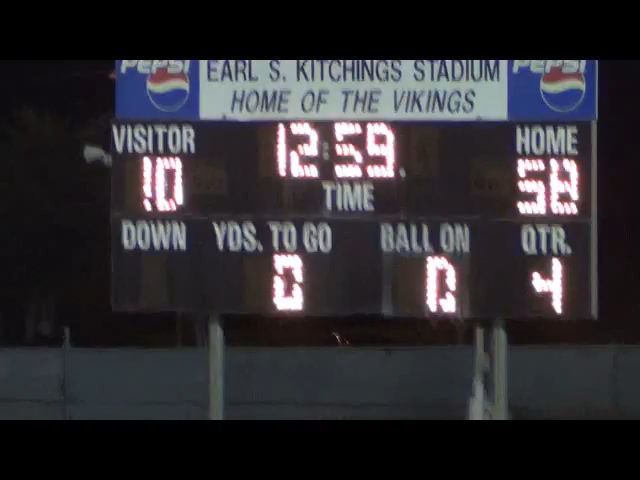 PEPSI EARL S. KITCHINGS STADIUM PEPSI
HOME OF THE VIKINGS
VISITOR 12:59 HOME
10 TIME 58
DOWN YDS. TO GO BALL ON QTR.
0 0 4